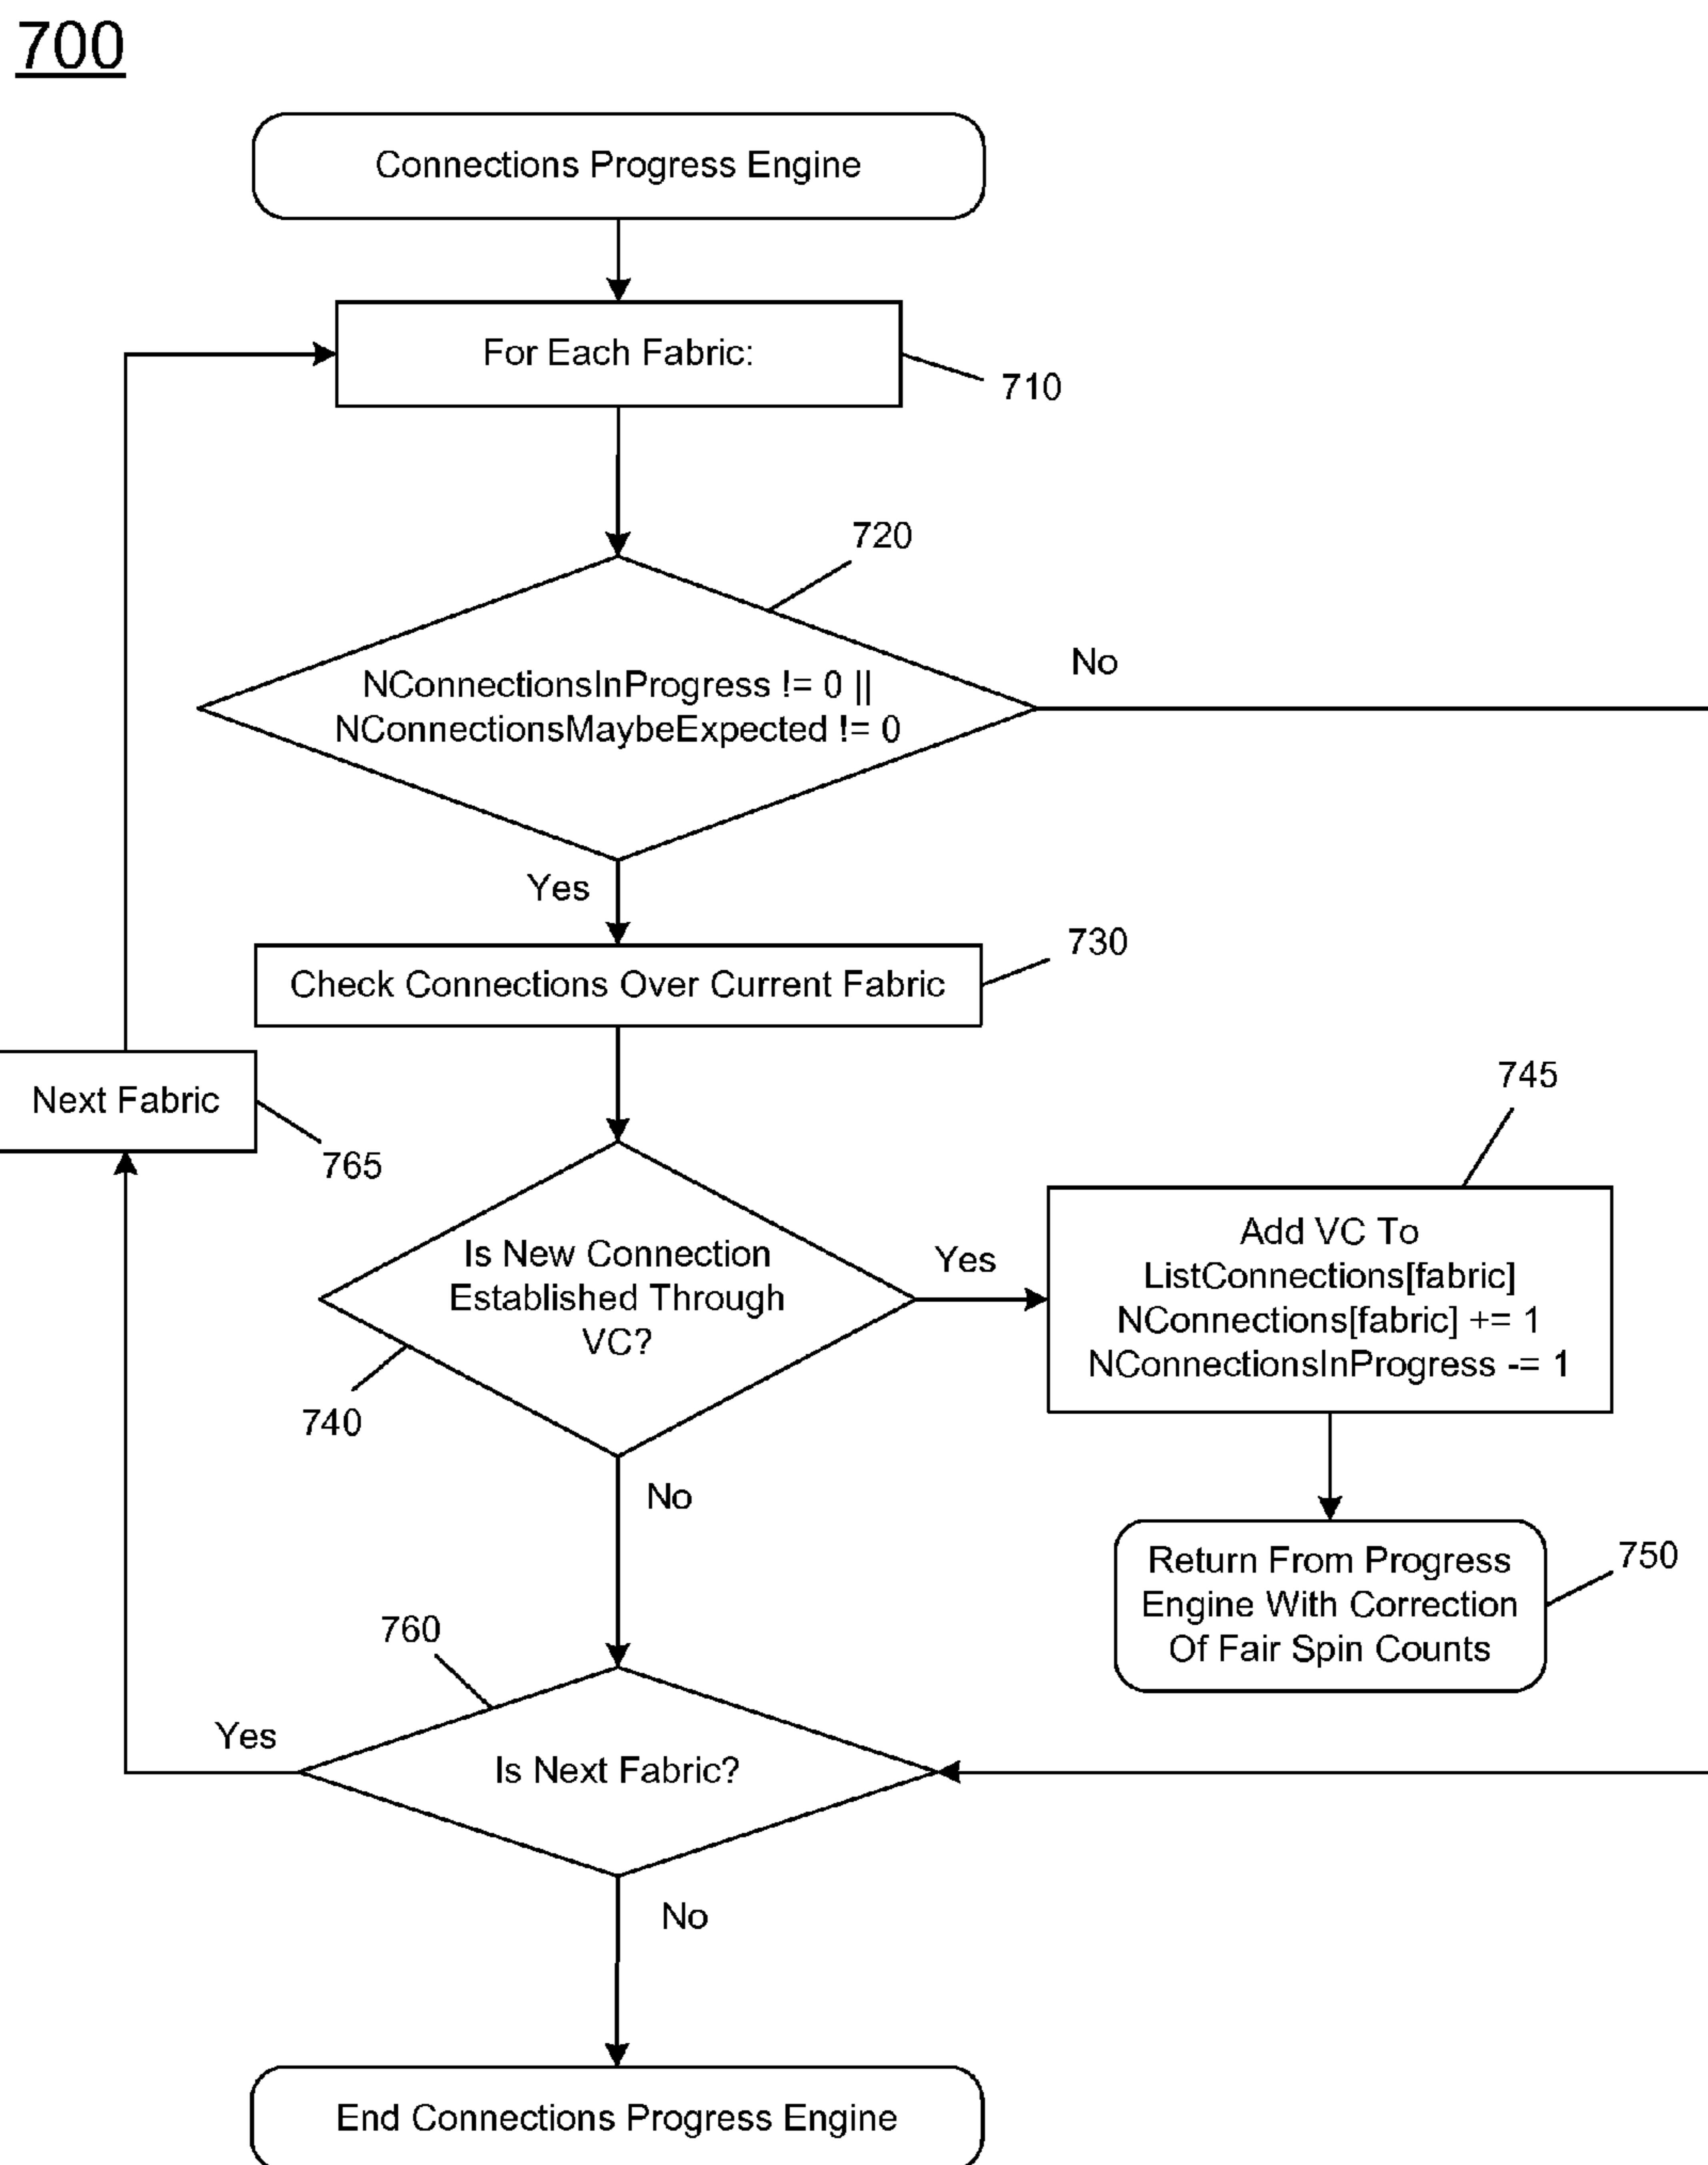 700
Connections Progress Engine
For Each Fabric:
710
720
NConnectionsInProgress != 0 ||
NConnectionsMaybeExpected != 0
No
Yes
730
Check Connections Over Current Fabric
Next Fabric
765
745
Is New Connection
Established Through
VC?
Yes
740
Add VC To
ListConnections[fabric]
NConnections[fabric] += 1
NConnectionsInProgress -= 1
No
Return From Progress
Engine With Correction
Of Fair Spin Counts
750
760
Yes
Is Next Fabric?
No
End Connections Progress Engine